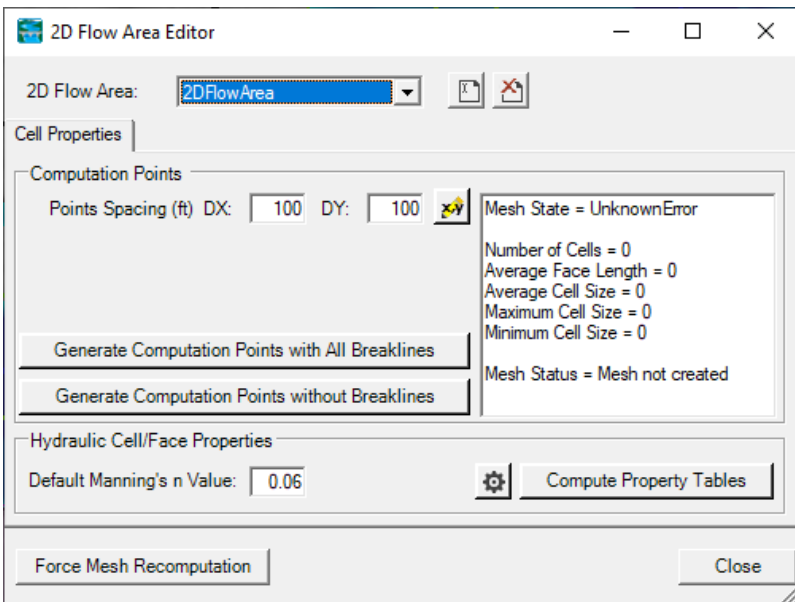 2D Flow Area Editor
2D Flow Area: 2DFlowArea
Cell Properties
Computation Points
Points Spacing (ft) DX: 100 DY: 100
Mesh State = UnknownError
Number of Cells = 0
Average Face Length = 0
Average Cell Size = 0
Maximum Cell Size = 0
Minimum Cell Size = 0
Mesh Status = Mesh not created
Generate Computation Points with All Breaklines
Generate Computation Points without Breaklines
Hydraulic Cell/Face Properties
Default Manning's n Value: 0.06
Compute Property Tables
Force Mesh Recomputation
Close